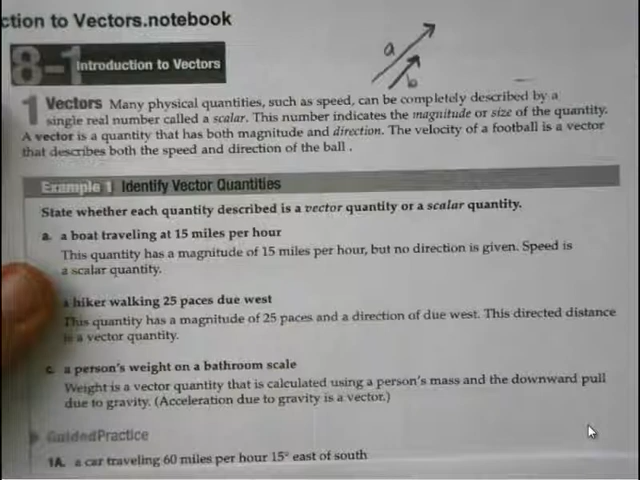 ction to Vectors.notebook
8-1 Introduction to Vectors
a
b
1 Vectors Many physical quantities, such as speed, can be completely described by a
single real number called a scalar. This number indicates the magnitude or size of the quantity.
A vector is a quantity that has both magnitude and direction. The velocity of a football is a vector
that describes both the speed and direction of the ball .
Example 1 Identify Vector Quantities
State whether each quantity described is a vector quantity or a scalar quantity.
a. a boat traveling at 15 miles per hour
This quantity has a magnitude of 15 miles per hour, but no direction is given. Speed is
a scalar quantity.
a hiker walking 25 paces due west
This quantity has a magnitude of 25 paces and a direction of due west. This directed distance
is a vector quantity.
c. a person's weight on a bathroom scale
Weight is a vector quantity that is calculated using a person's mass and the downward pull
due to gravity. (Acceleration due to gravity is a vector.)
GuidedPractice
1A. a car traveling 60 miles per hour 15° east of south